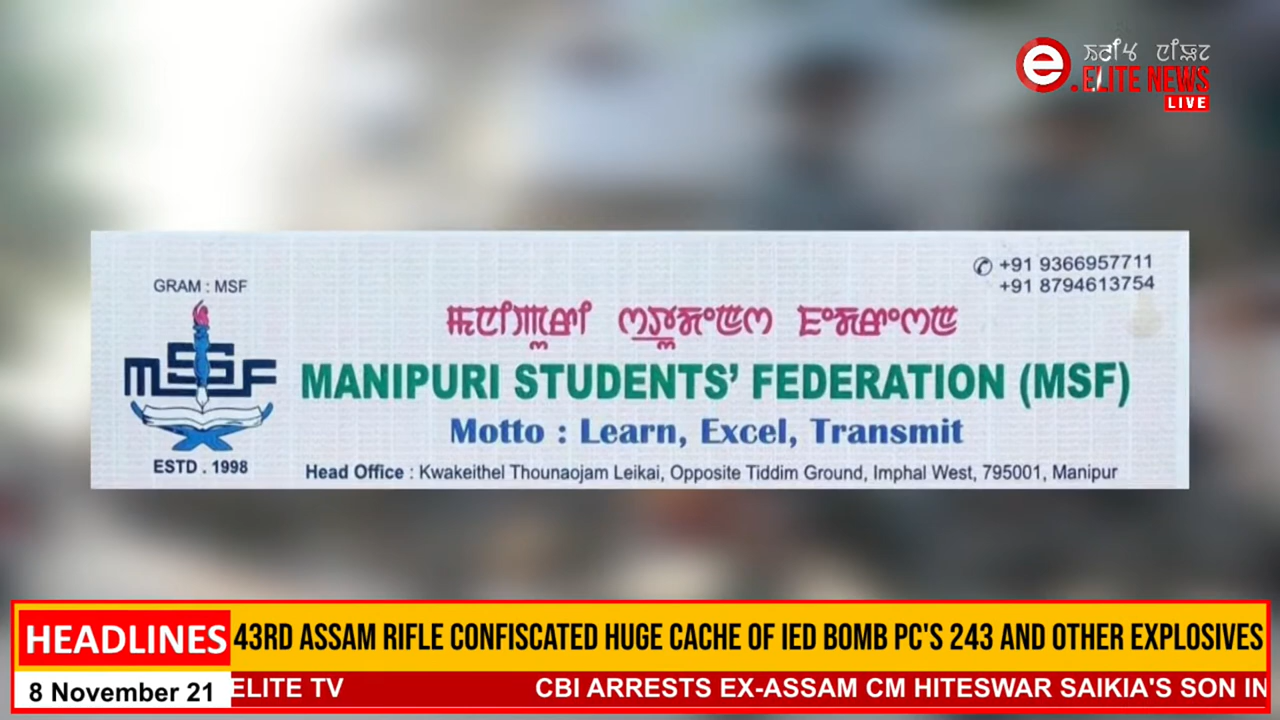 e.
ꯏꯂꯤꯠ ꯂꯩꯃꯔ
ELITE NEWS
LIVE
GRAM : MSF
✆ +91 9366957711
+91 8794613754
MSF
MANIPURI STUDENTS’ FEDERATION (MSF)
Motto : Learn, Excel, Transmit
ESTD . 1998
Head Office : Kwakeithel Thounaojam Leikai, Opposite Tiddim Ground, Imphal West, 795001, Manipur
HEADLINES 43RD ASSAM RIFLE CONFISCATED HUGE CACHE OF IED BOMB PC'S 243 AND OTHER EXPLOSIVES
8 November 21 ELITE TV CBI ARRESTS EX-ASSAM CM HITESWAR SAIKIA'S SON IN